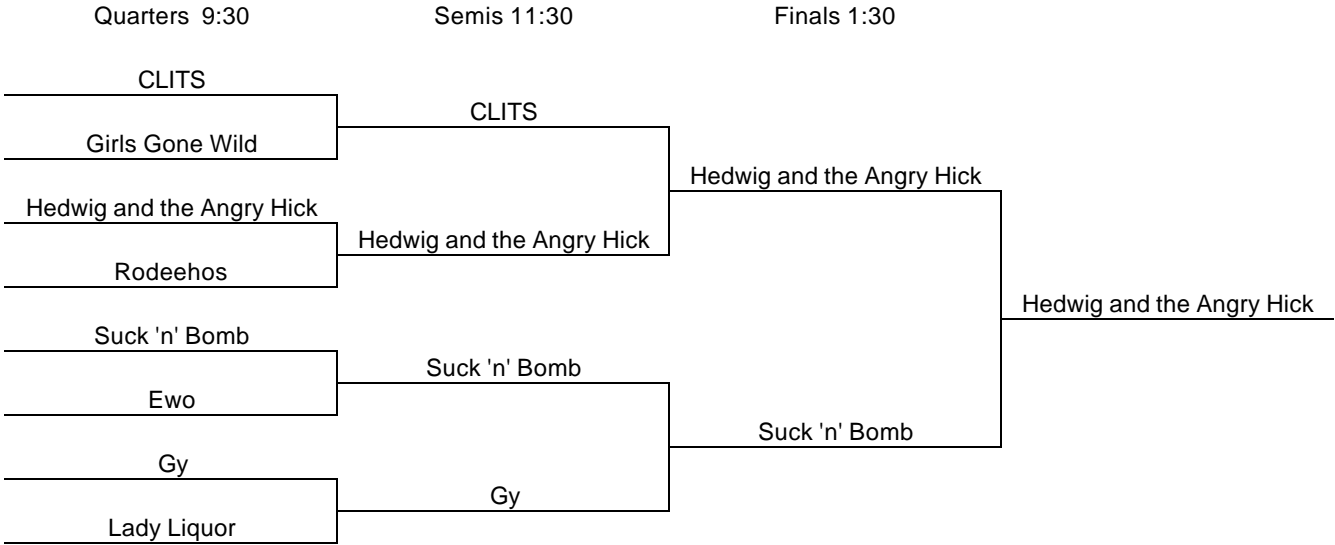 Quarters 9:30
Semis 11:30
Finals 1:30
CLITS
CLITS
Girls Gone Wild
Hedwig and the Angry Hick
Hedwig and the Angry Hick
Hedwig and the Angry Hick
Rodeehos
Hedwig and the Angry Hick
Suck 'n' Bomb
Suck 'n' Bomb
Ewo
Suck 'n' Bomb
Gy
Gy
Lady Liquor